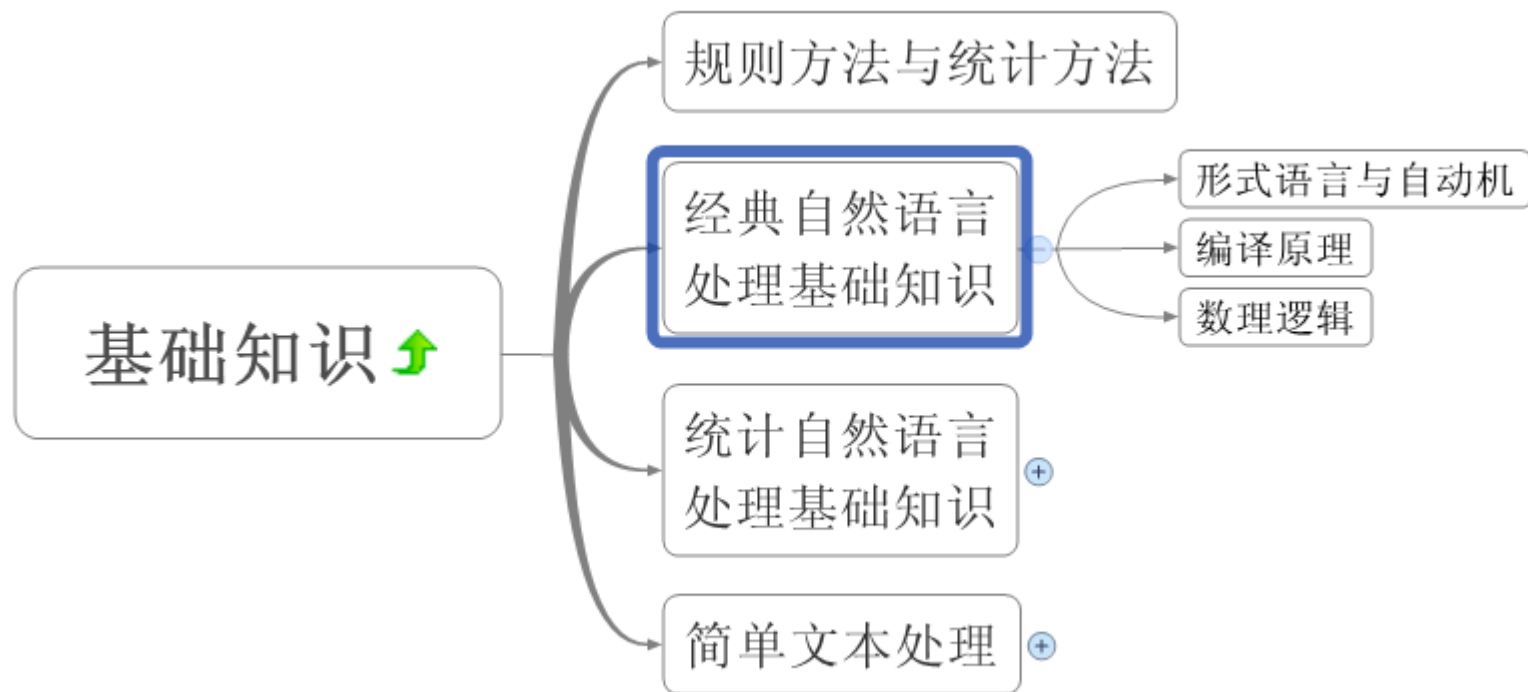 规则方法与统计方法
经典自然语言
处理基础知识
形式语言与自动机
编译原理
数理逻辑
基础知识
统计自然语言
处理基础知识
简单文本处理